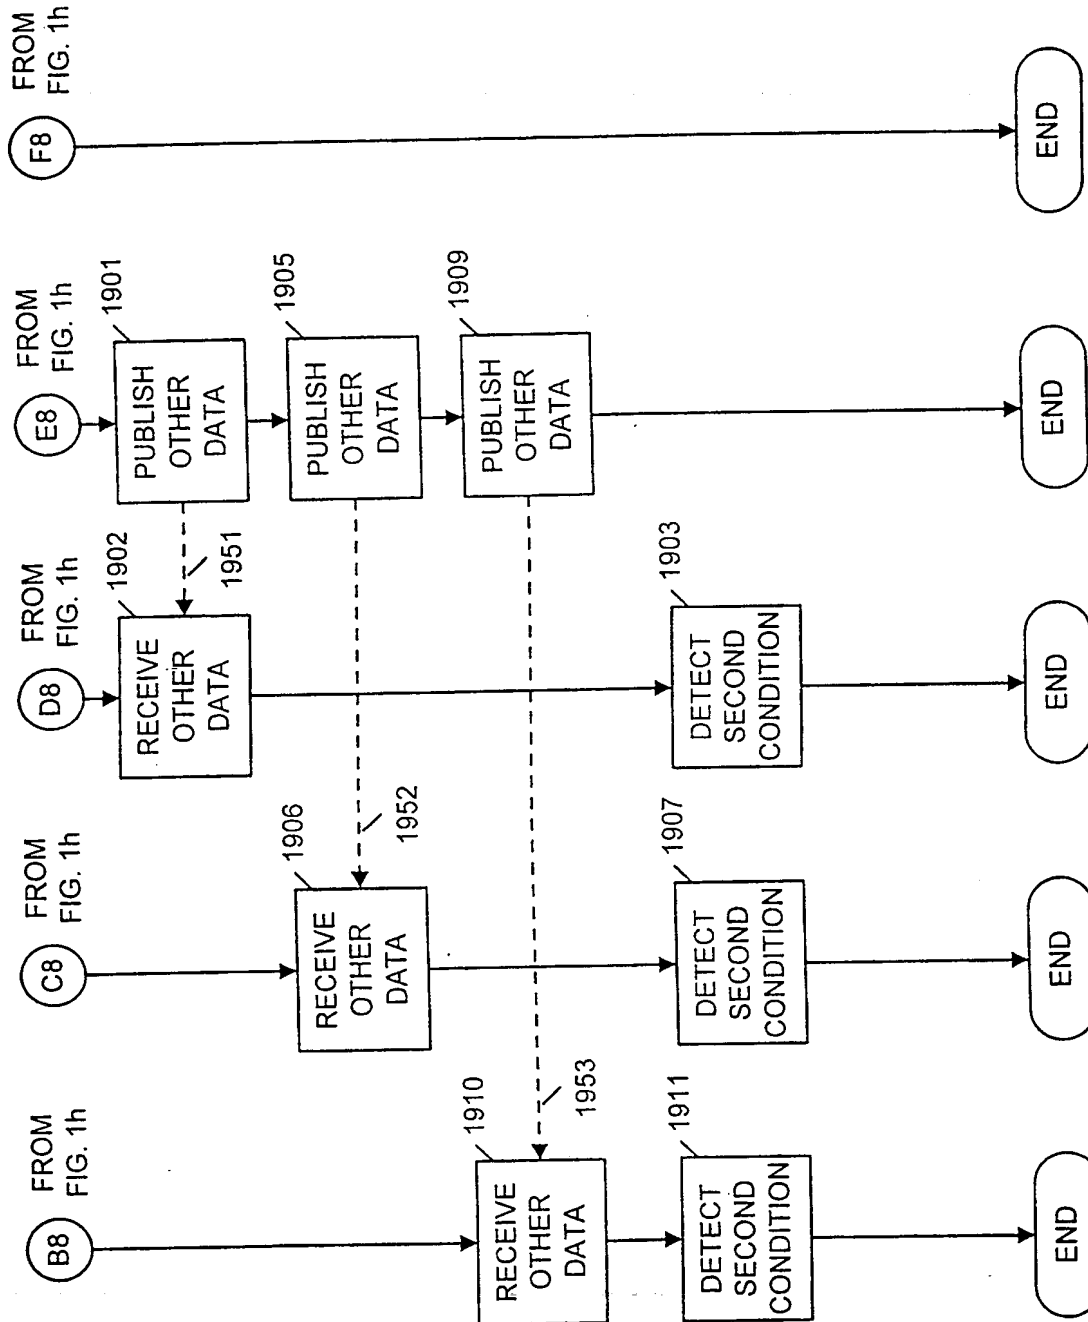 B8
FROM
FIG. 1h
C8
FROM
FIG. 1h
D8
FROM
FIG. 1h
E8
FROM
FIG. 1h
F8
FROM
FIG. 1h
1902
RECEIVE
OTHER
DATA
1951
1901
PUBLISH
OTHER
DATA
1906
RECEIVE
OTHER
DATA
1952
1905
PUBLISH
OTHER
DATA
1910
RECEIVE
OTHER
DATA
1953
1909
PUBLISH
OTHER
DATA
1911
DETECT
SECOND
CONDITION
1907
DETECT
SECOND
CONDITION
1903
DETECT
SECOND
CONDITION
END
END
END
END
END